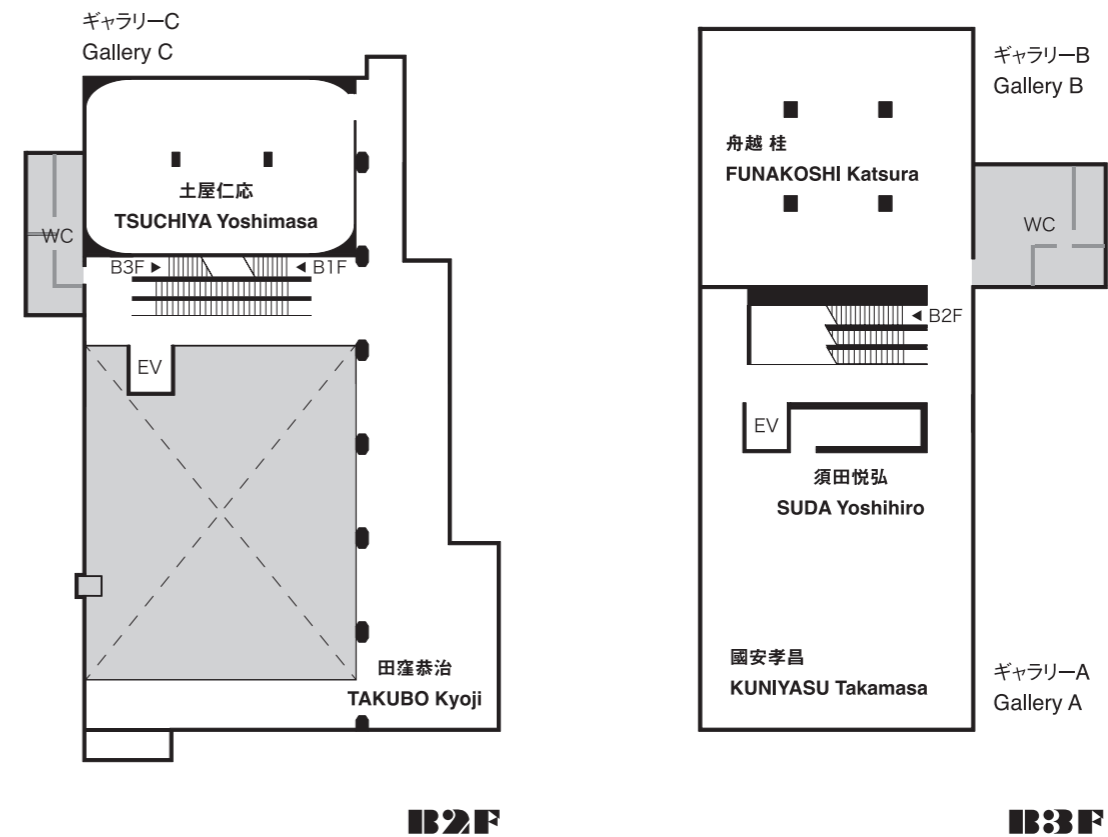 ギャラリーC
Gallery C
土屋仁応
TSUCHIYA Yoshimasa
WC
B3F
B1F
EV
田窪恭治
TAKUBO Kyoji
B2F
ギャラリーB
Gallery B
舟越 桂
FUNAKOSHI Katsura
WC
B2F
EV
須田悦弘
SUDA Yoshihiro
國安孝昌
KUNIYASU Takamasa
ギャラリーA
Gallery A
B3F